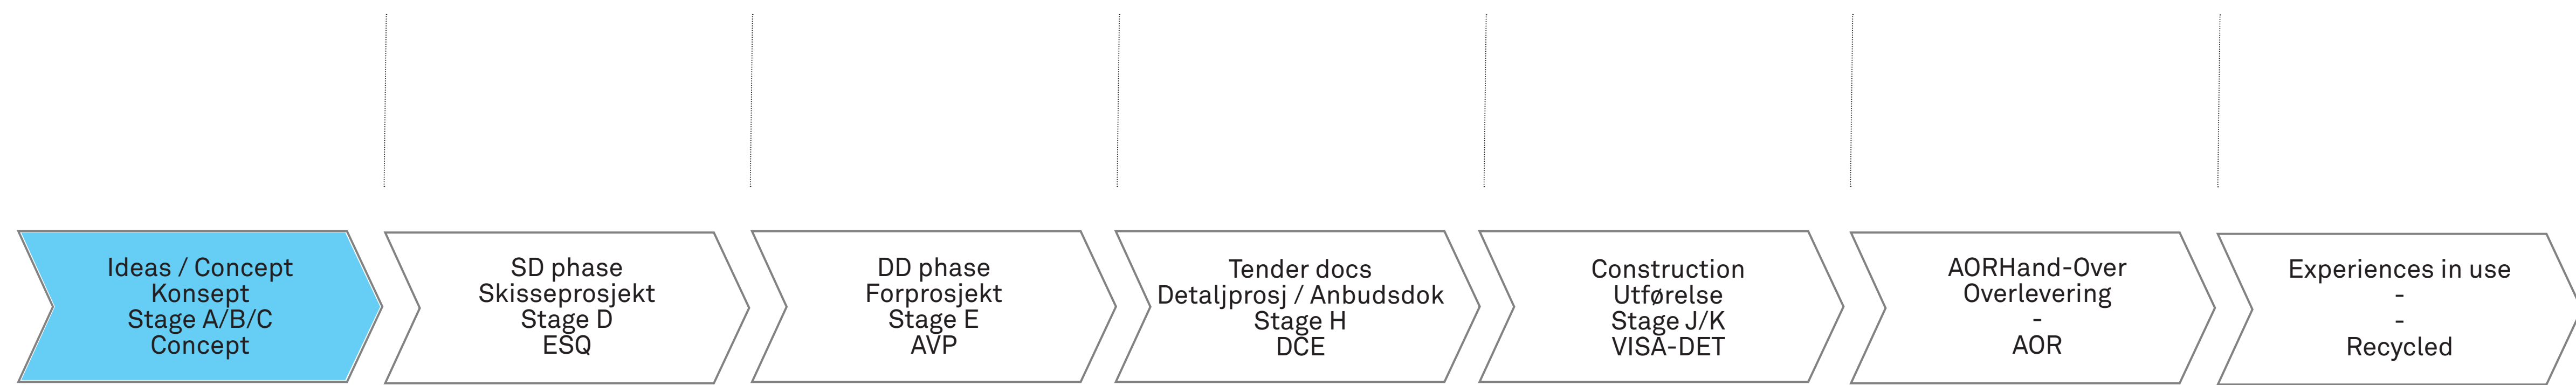 Ideas / Concept
Konsept
Stage A/B/C
Concept
SD phase
Skisseprosjekt
Stage D
ESQ
DD phase
Forprosjekt
Stage E
AVP
Tender docs
Detaljprosj / Anbudsdok
Stage H
DCE
Construction
Utførelse
Stage J/K
VISA-DET
AORHand-Over
Overlevering
-
AOR
Experiences in use
-
-
Recycled